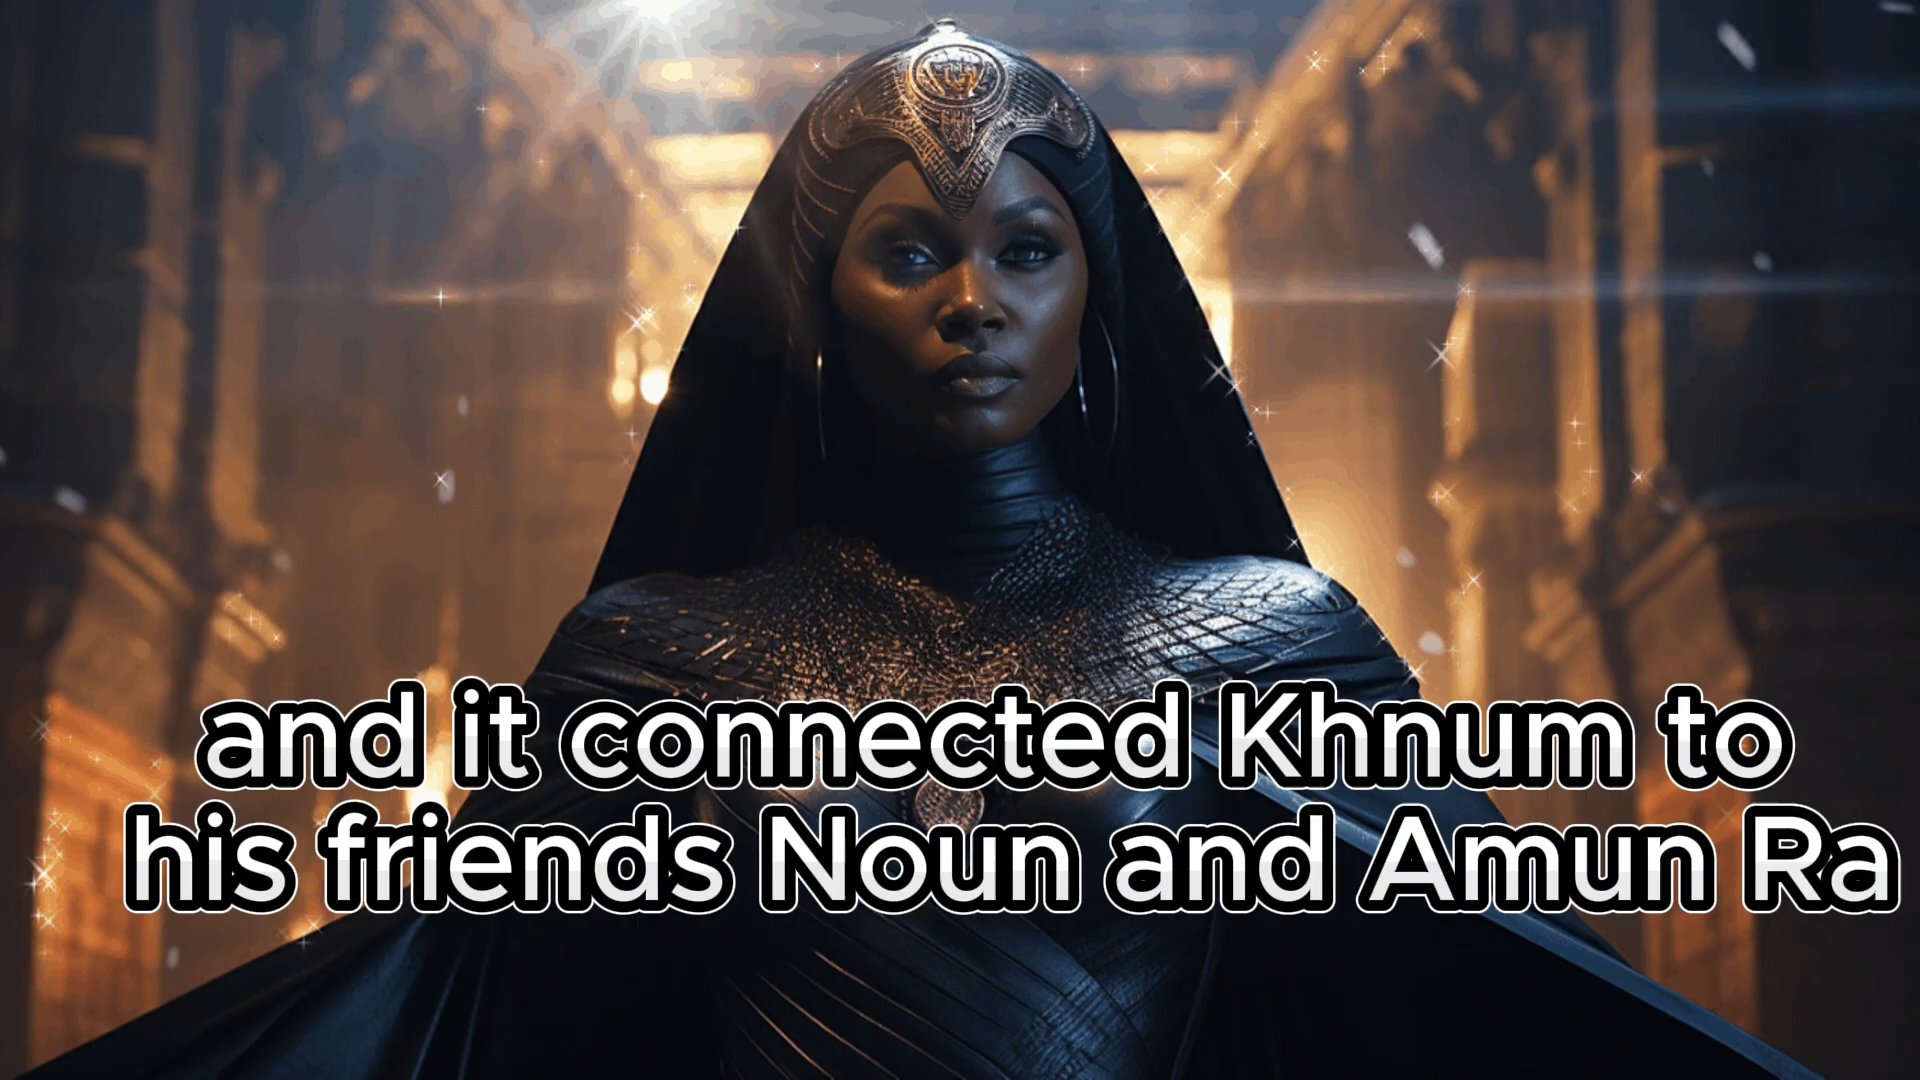 and it connected Khnum to
his friends Noun and Amun Ra